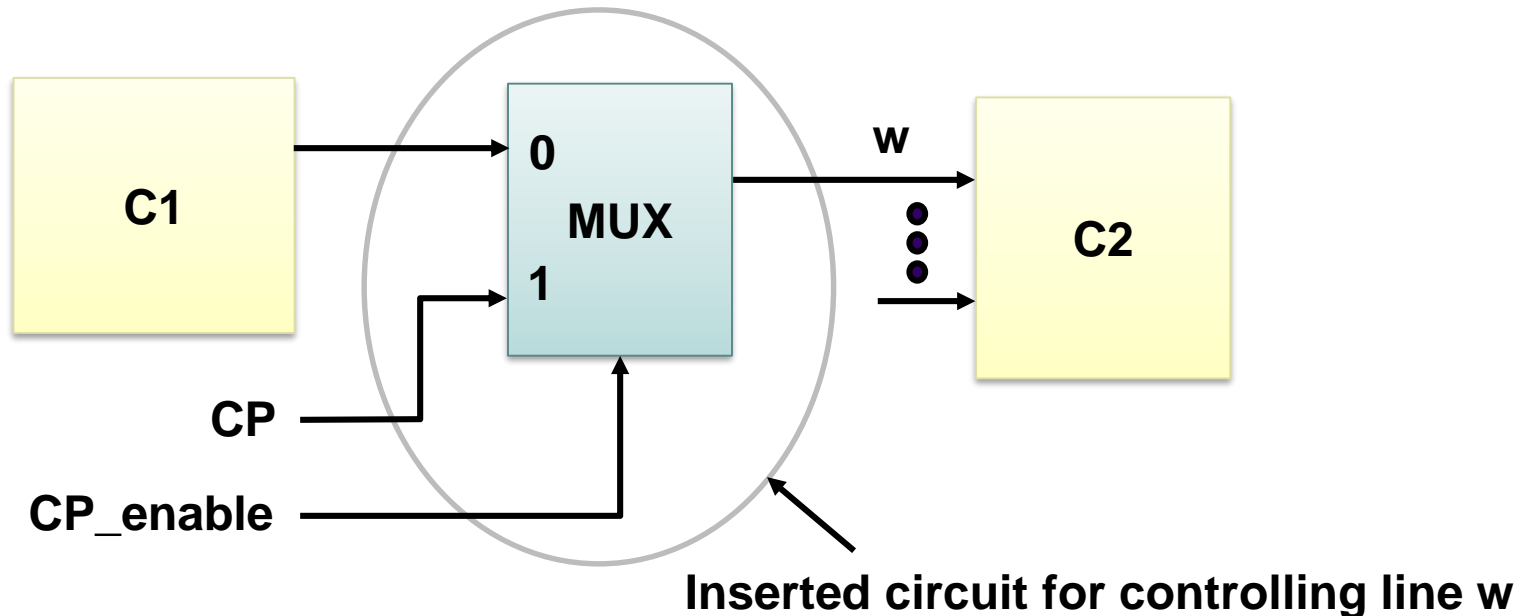 C1
0
MUX
1
w
C2
CP
CP_enable
Inserted circuit for controlling line w